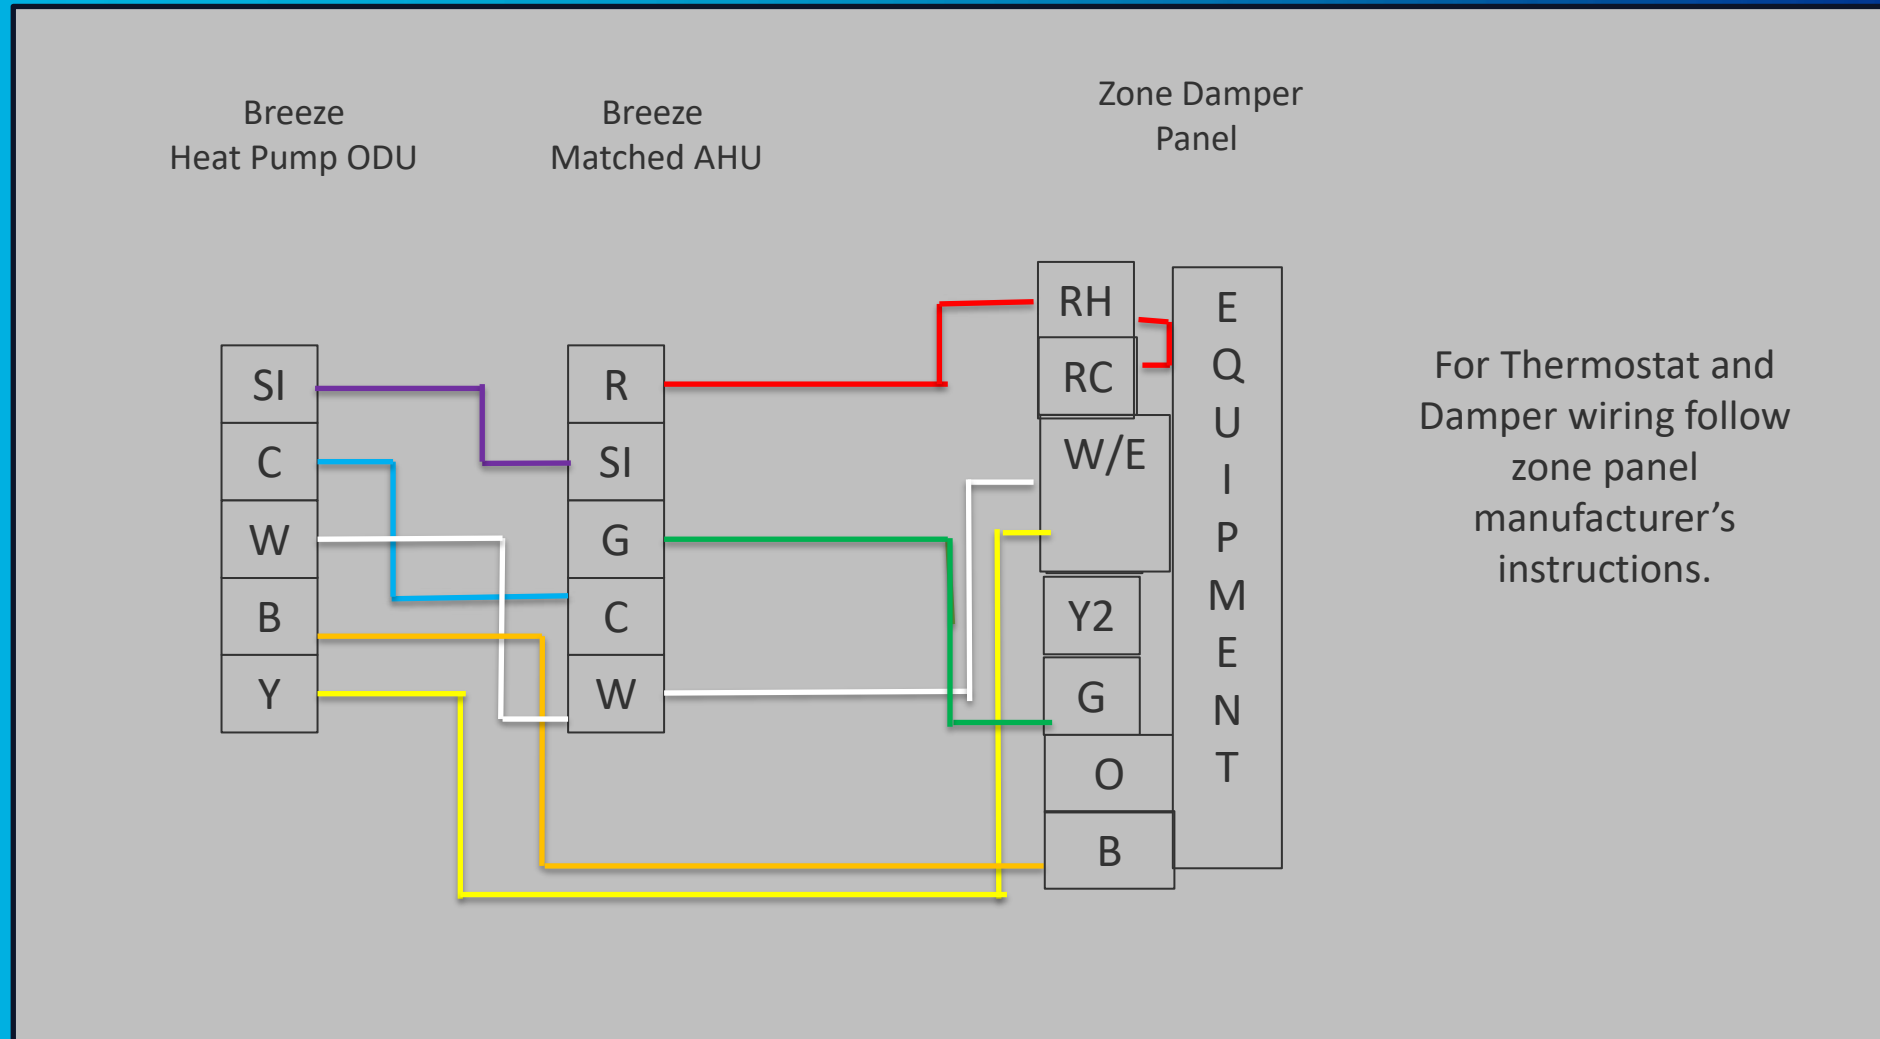 Breeze
Heat Pump ODU
Breeze
Matched AHU
Zone Damper
Panel
SI
C
W
B
Y
R
SI
G
C
W
RH
RC
W/E
Y2
G
O
B
E
Q
U
I
P
M
E
N
T
For Thermostat and
Damper wiring follow
zone panel
manufacturer’s
instructions.